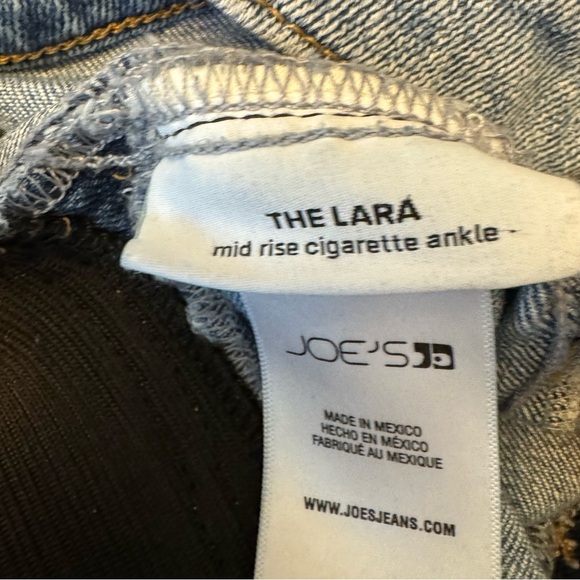 THE LARA
mid rise cigarette ankle
JOE'S
MADE IN MEXICO
HECHO EN MÉXICO
FABRIQUÉ AU MEXIQUE
WWW.JOESJEANS.COM